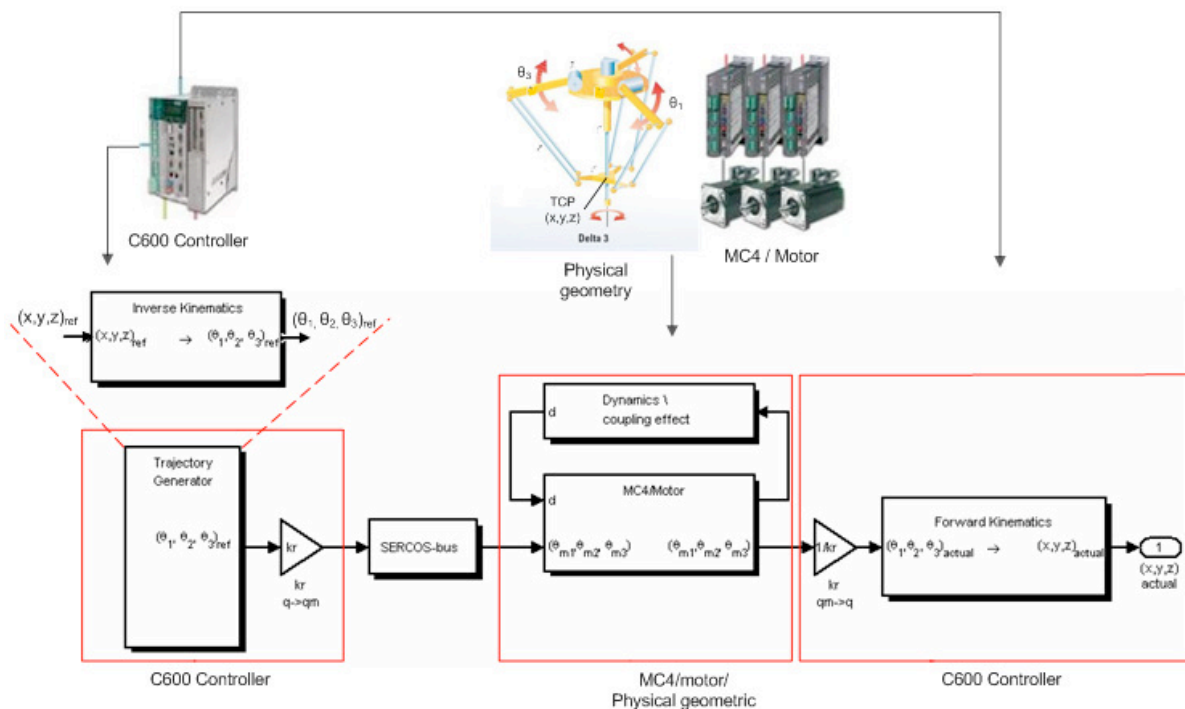 θ3
θ1
TCP
(x,y,z)
Delta 3
C600 Controller
Physical
geometry
MC4 / Motor
(x,y,z)ref
Inverse Kinematics
(x,y,z)ref → (θ1,θ2, θ3)ref
(θ1, θ2, θ3)ref
Trajectory
Generator
(θ1, θ2, θ3)ref
kr
kr
q->qm
SERCOS-bus
d
Dynamics \
coupling effect
d
MC4/Motor
(θm1,θm2, θm3)
(θm1,θm2, θm3)
1/kr
kr
qm->q
Forward Kinematics
(θ1, θ2, θ3)actual → (x,y,z)actual
1
(x,y,z)
actual
C600 Controller
MC4/motor/
Physical geometric
C600 Controller